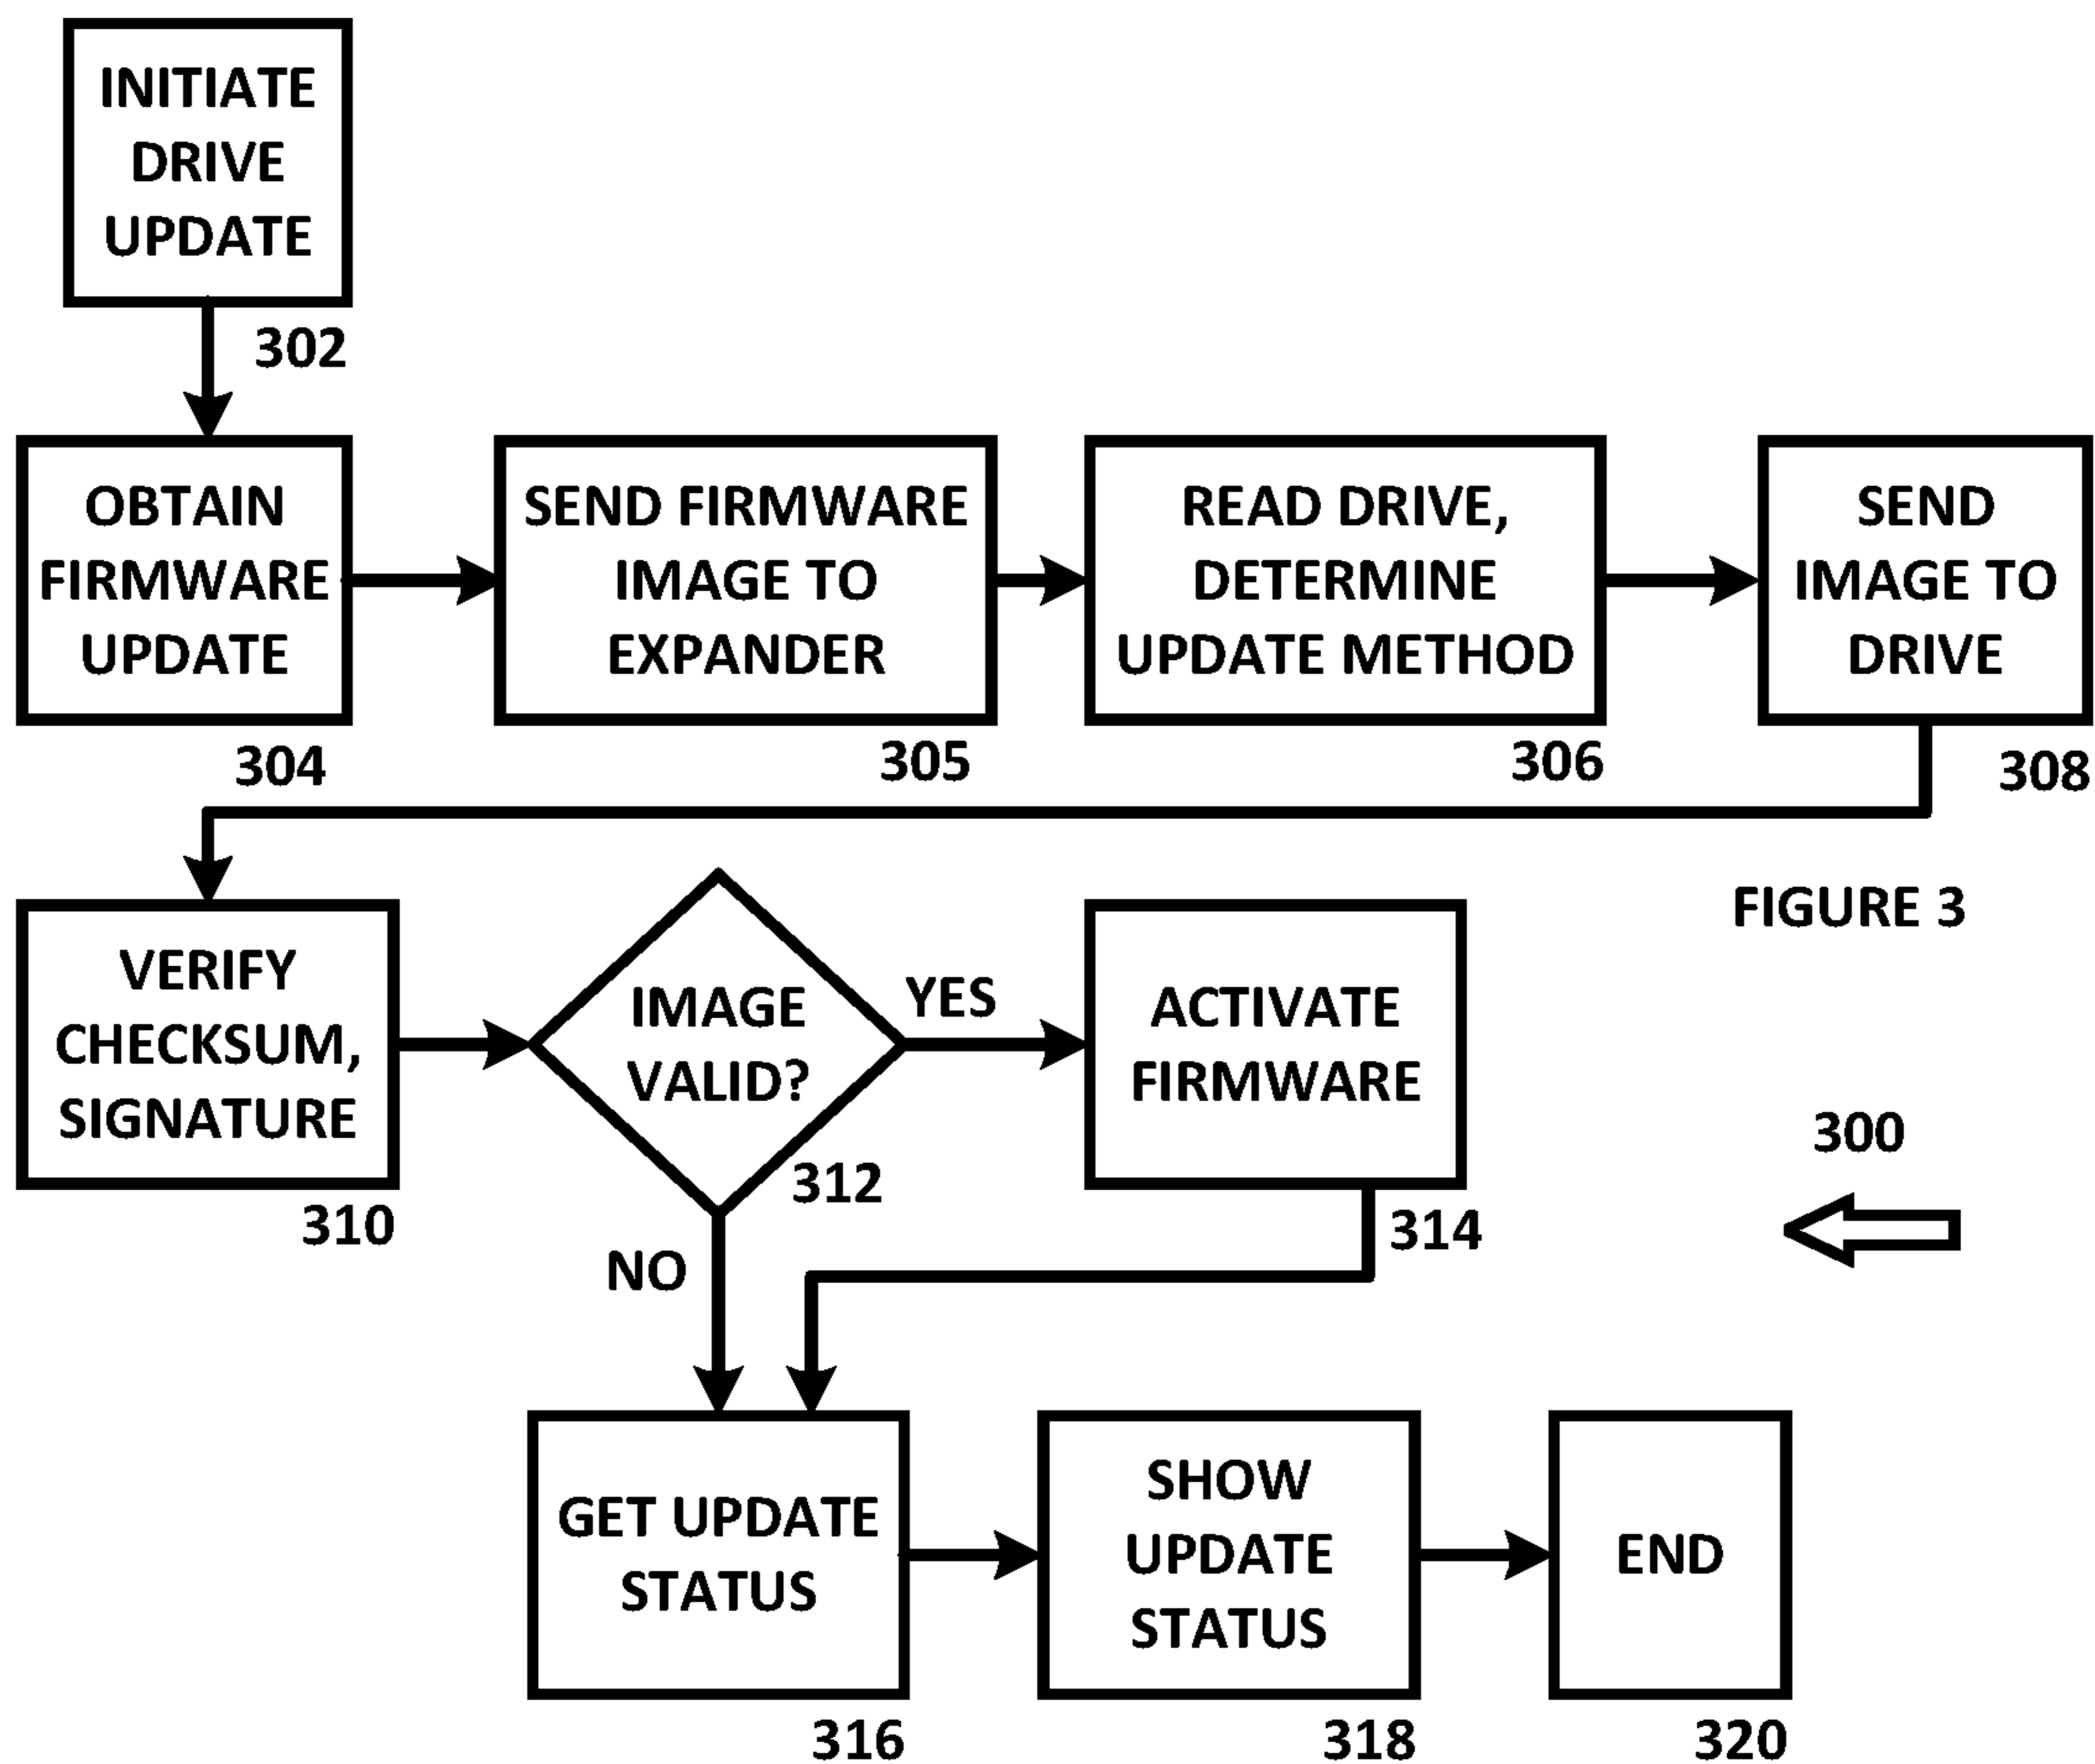 INITIATE
DRIVE
UPDATE
302
OBTAIN
FIRMWARE
UPDATE
304
SEND FIRMWARE
IMAGE TO
EXPANDER
305
READ DRIVE,
DETERMINE
UPDATE METHOD
306
SEND
IMAGE TO
DRIVE
308
VERIFY
CHECKSUM,
SIGNATURE
310
IMAGE
VALID?
312
YES
NO
ACTIVATE
FIRMWARE
314
FIGURE 3
300
GET UPDATE
STATUS
316
SHOW
UPDATE
STATUS
318
END
320